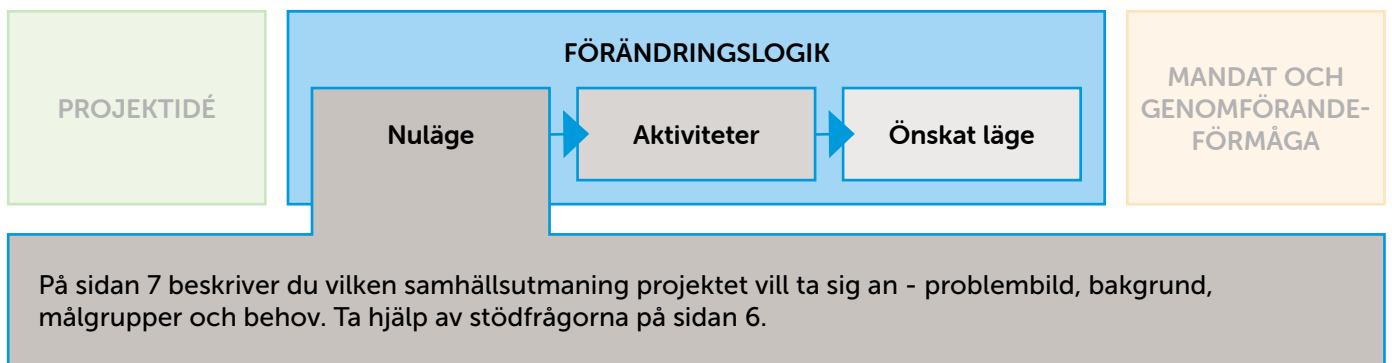 PROJEKTIDÉ
FÖRÄNDRINGSLOGIK
Nuläge
Aktiviteter
Önskat läge
MANDAT OCH
GENOMFÖRANDE-
FÖRMÅGA
På sidan 7 beskriver du vilken samhällsutmaning projektet vill ta sig an - problembild, bakgrund,
målgrupper och behov. Ta hjälp av stödfrågorna på sidan 6.